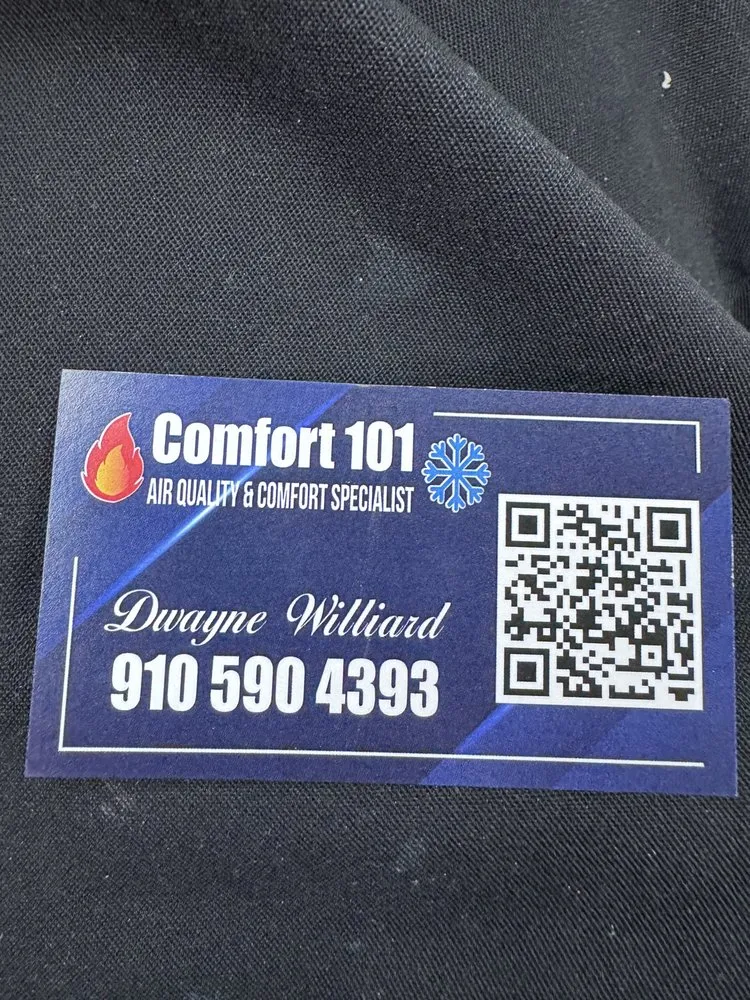 Comfort 101
AIR QUALITY & COMFORT SPECIALIST
Dwayne Williard
910 590 4393